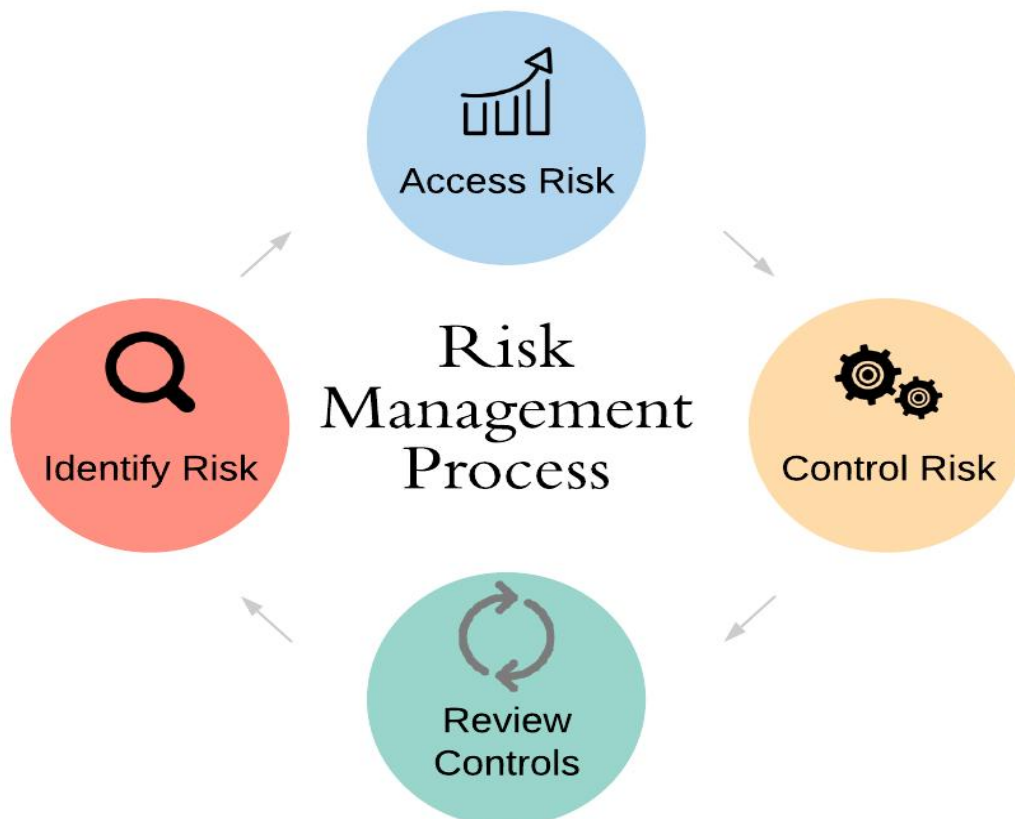 Access Risk
Identify Risk
Risk
Management
Process
Control Risk
Review
Controls